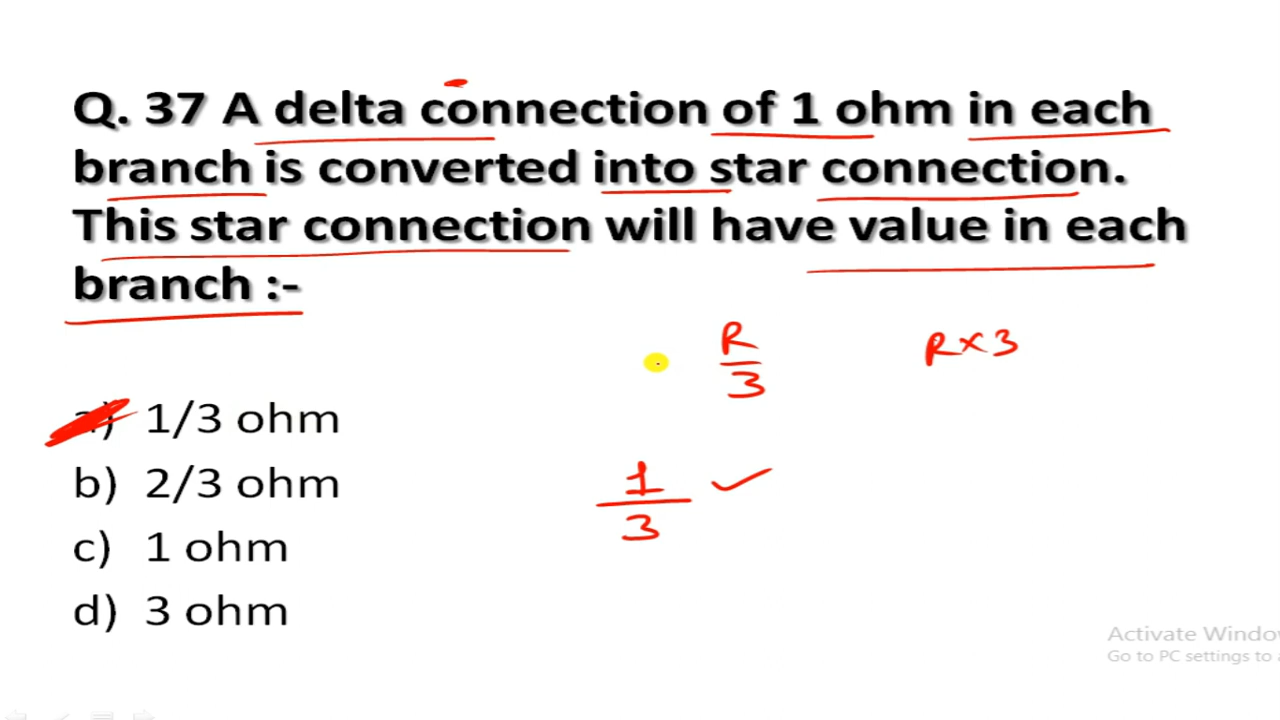 Q. 37 A delta connection of 1 ohm in each
branch is converted into star connection.
This star connection will have value in each
branch :-
R
3
R×3
a) 1/3 ohm
b) 2/3 ohm
1
3
c) 1 ohm
d) 3 ohm
Activate Windo
Go to PC settings to a